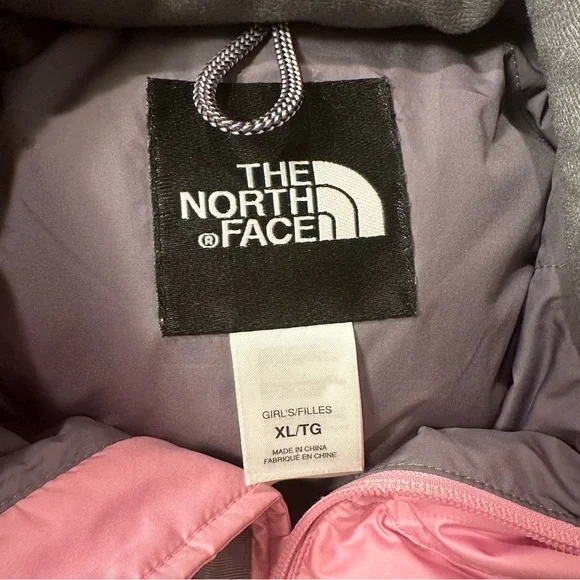 THE
NORTH
®FACE
GIRL'S/FILLES
XL/TG
MADE IN CHINA
FABRIQUÉ EN CHINE